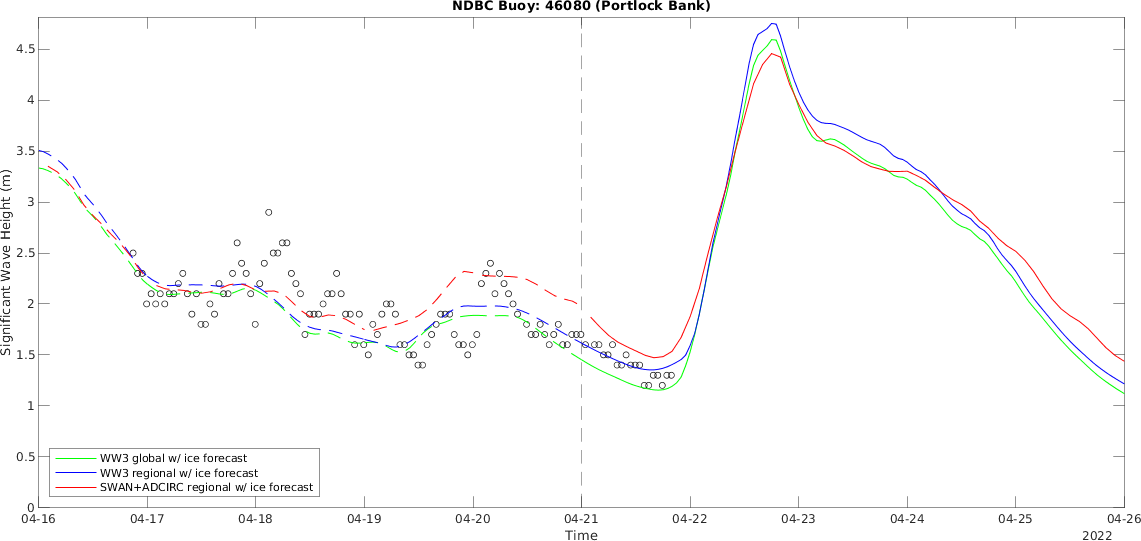 NDBC Buoy: 46080 (Portlock Bank)
Significant Wave Height (m)
4.5
4
3.5
3
2.5
2
1.5
1
0.5
0
WW3 global w/ ice forecast
WW3 regional w/ ice forecast
SWAN+ADCIRC regional w/ ice forecast
04-16 04-17 04-18 04-19 04-20 04-21 04-22 04-23 04-24 04-25 04-26
Time
2022